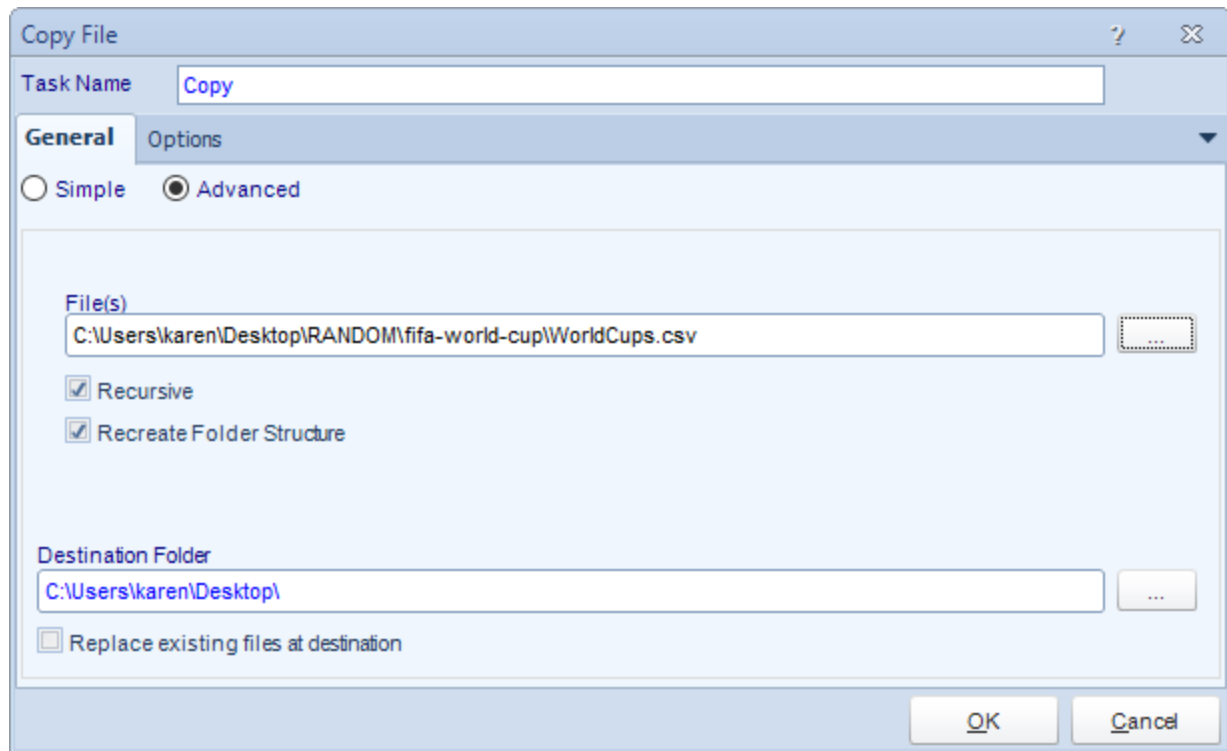 Copy File
Task Name Copy
General Options
Simple Advanced
File(s)
C:\Users\karen\Desktop\RANDOM\fifa-world-cup\WorldCups.csv ...
Recursive
Recreate Folder Structure
Destination Folder
C:\Users\karen\Desktop\ ...
Replace existing files at destination
OK Cancel